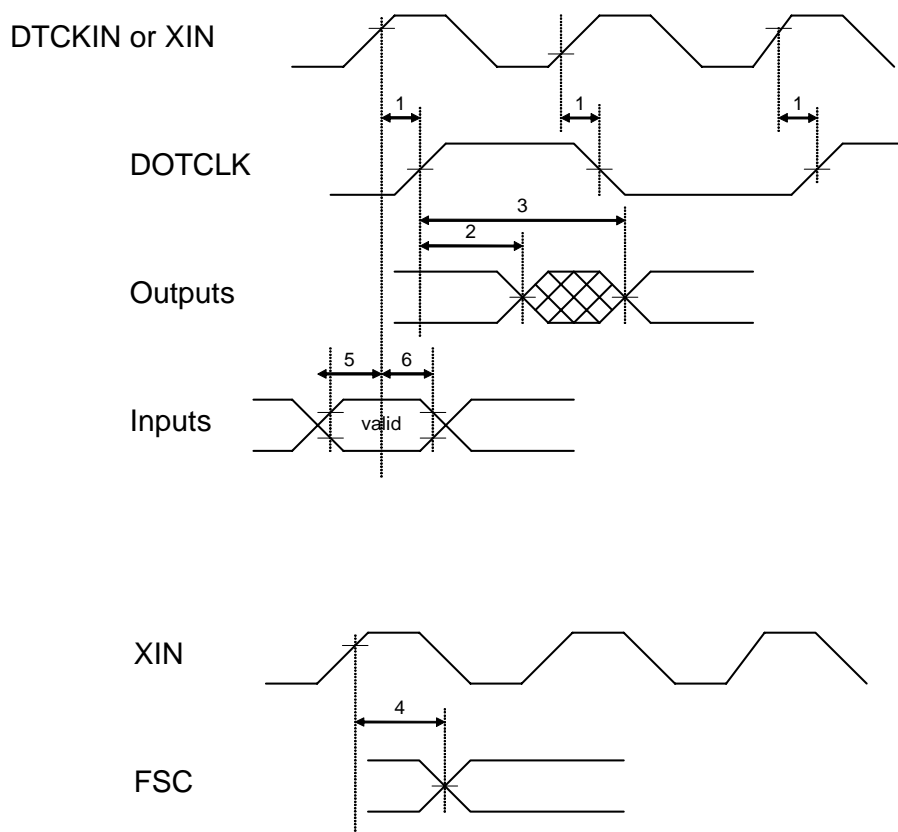 DTCKIN or XIN
1 1 1
DOTCLK
3
2
Outputs
5 6
Inputs
valid
XIN
4
FSC